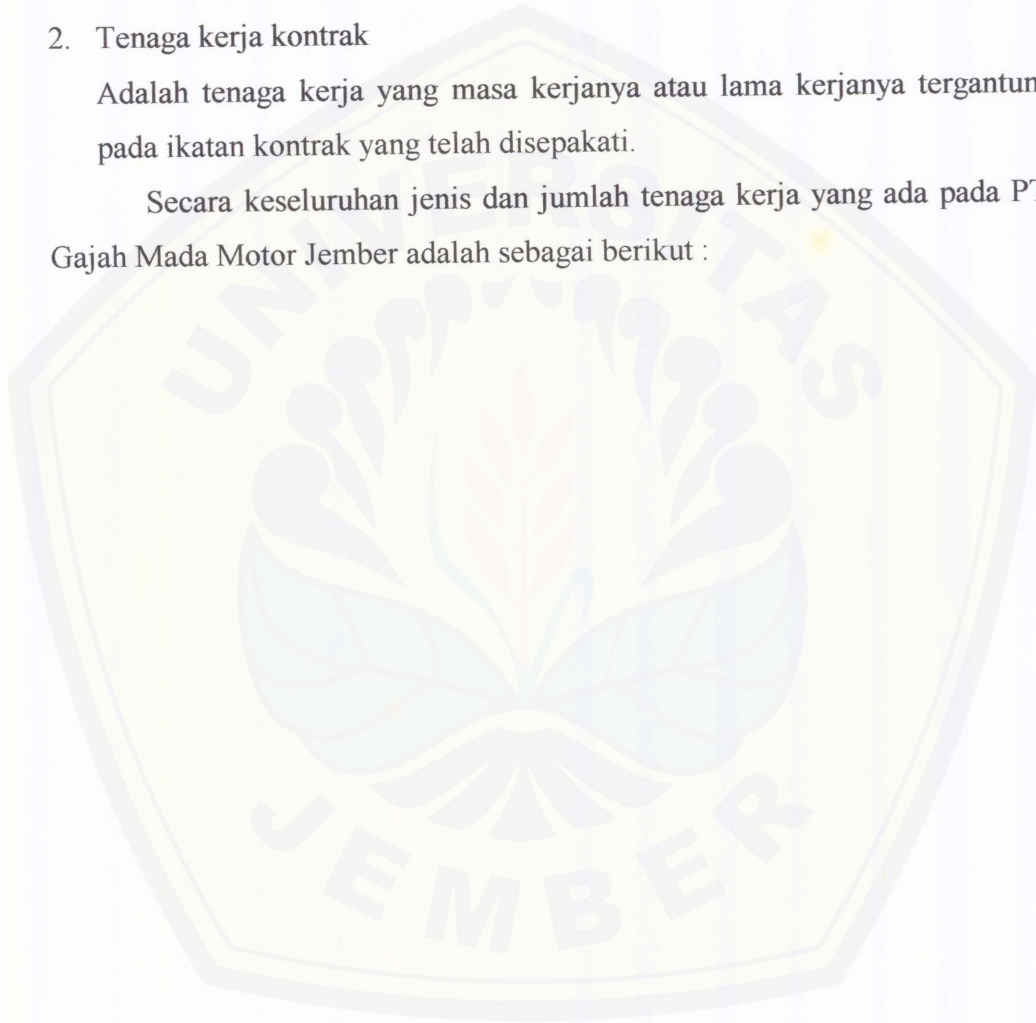 2. Tenaga kerja kontrak
Adalah tenaga kerja yang masa kerjanya atau lama kerjanya tergantun
pada ikatan kontrak yang telah disepakati.
Secara keseluruhan jenis dan jumlah tenaga kerja yang ada pada PT
Gajah Mada Motor Jember adalah sebagai berikut :
UNIVERSITAS
JEMBER